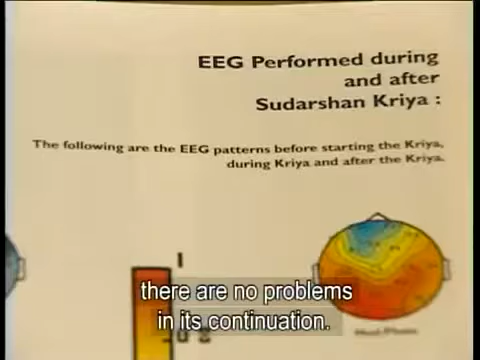 EEG Performed during
and after
Sudarshan Kriya :
The following are the EEG patterns before starting the Kriya,
during Kriya and after the Kriya.
1
there are no problems
in its continuation.